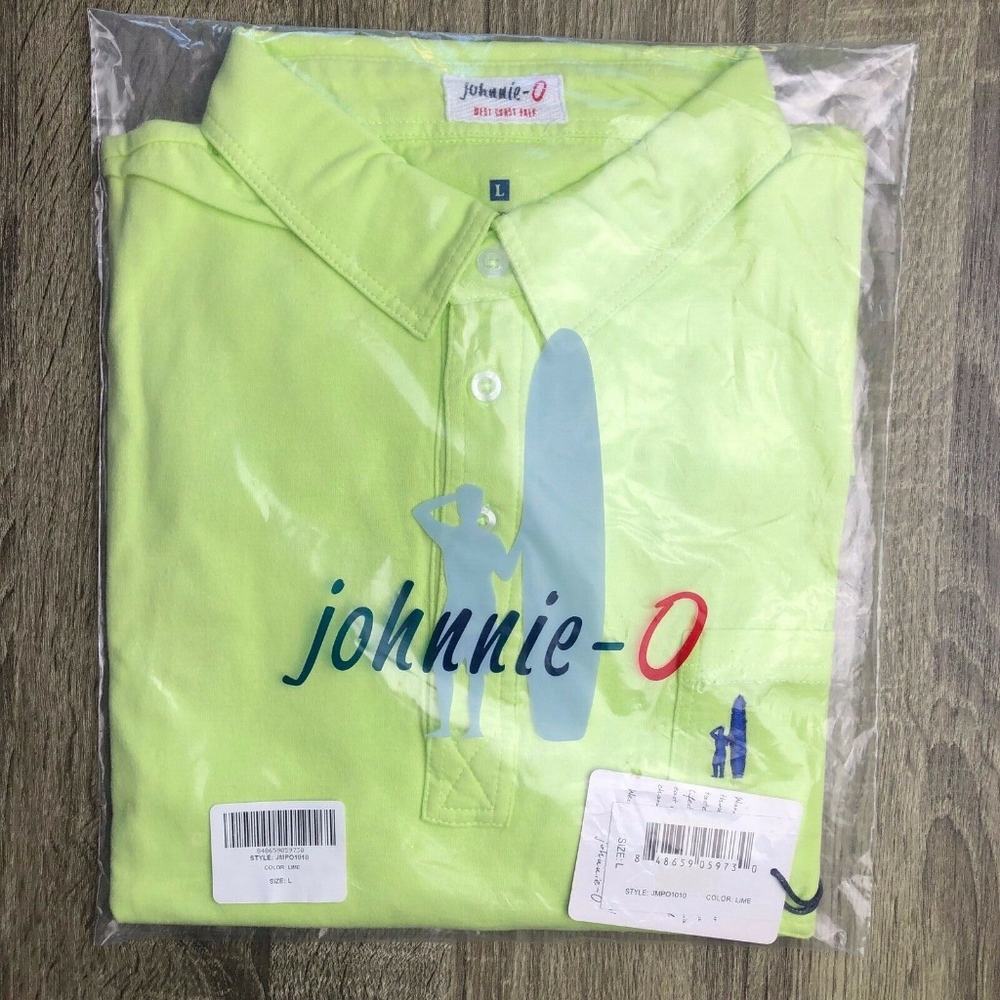 johnnie-O
WEST COAST PREP
L
johnnie-O
848659059730
STYLE: JMPO1010
COLOR: LIME
SIZE: L
SIZE: L
8 48659 05973 0
STYLE: JMPO1010 COLOR: LIME
johnnie-O